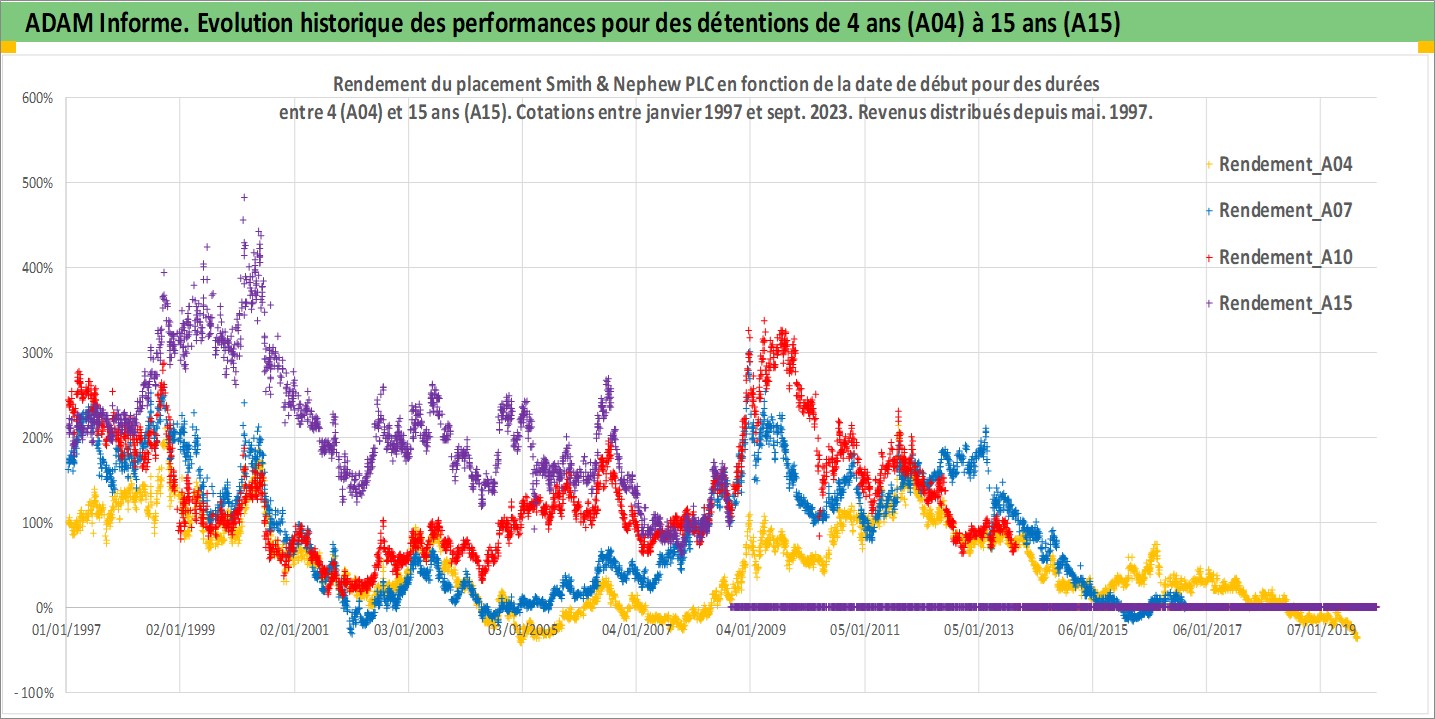 ADAM Informe. Evolution historique des performances pour des détentions de 4 ans (A04) à 15 ans (A15)
Rendement du placement Smith & Nephew PLC en fonction de la date de début pour des durées
entre 4 (A04) et 15 ans (A15). Cotations entre janvier 1997 et sept. 2023. Revenus distribués depuis mai. 1997.
600%
500%
400%
300%
200%
100%
0%
-100%
Rendement_A04
Rendement_A07
Rendement_A10
Rendement_A15
01/01/1997 02/01/1999 02/01/2001 03/01/2003 03/01/2005 04/01/2007 04/01/2009 05/01/2011 05/01/2013 06/01/2015 06/01/2017 07/01/2019